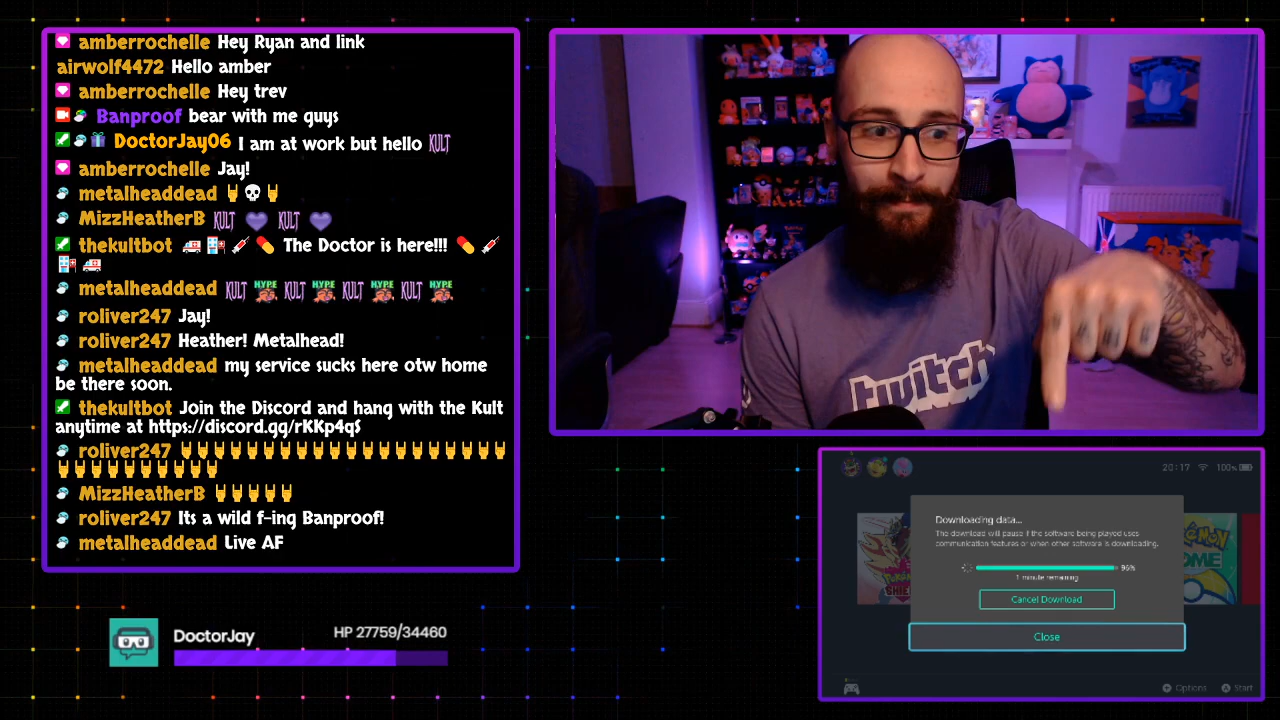 amberrochelle Hey Ryan and link
airwolf4472 Hello amber
amberrochelle Hey trev
Banproof bear with me guys
DoctorJay06 I am at work but hello KULT
amberrochelle Jay!
metalheaddead 🤘💀🤘
MizzHeatherB KULT 💜 KULT 💜
thekultbot 🚑🏥💉💊 The Doctor is here!!! 💊💉
🏥🚑
metalheaddead KULT HYPE KULT HYPE KULT HYPE KULT HYPE
roliver247 Jay!
roliver247 Heather! Metalhead!
metalheaddead my service sucks here otw home
be there soon.
thekultbot Join the Discord and hang with the Kult
anytime at https://discord.gg/rKKp4qS
roliver247 🤘🤘🤘🤘🤘🤘🤘🤘🤘🤘🤘🤘🤘🤘🤘🤘🤘🤘🤘🤘
🤘🤘🤘🤘🤘🤘🤘🤘🤘🤘
MizzHeatherB 🤘🤘🤘🤘🤘
roliver247 Its a wild f-ing Banproof!
metalheaddead Live AF
DoctorJay HP 27759/34460
twitch
20:17 100%
Downloading data...
The download will pause if the software being played uses
communication features or when other software is downloading.
96%
1 minute remaining
Cancel Download
Close
Options Start